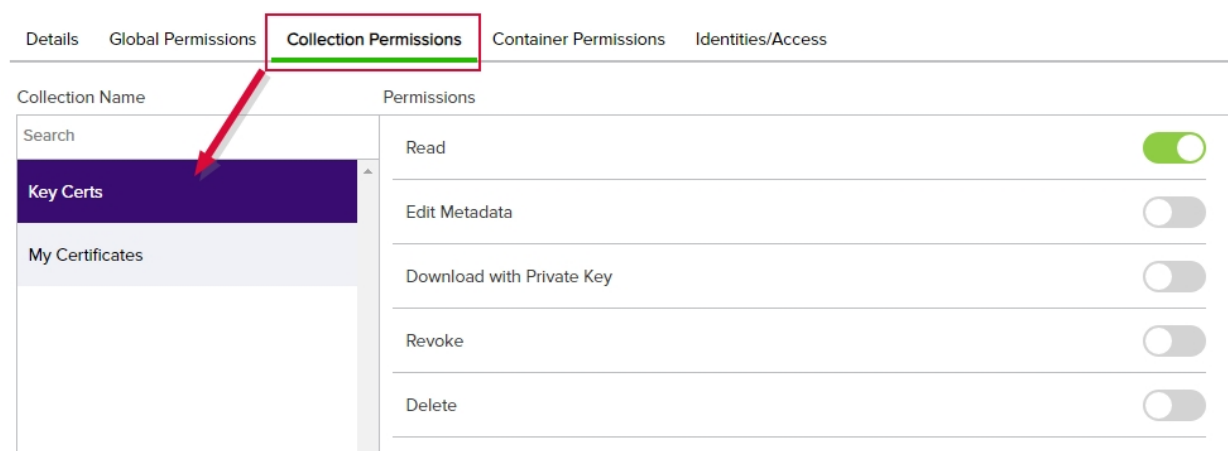 Details Global Permissions Collection Permissions Container Permissions Identities/Access
Collection Name Permissions
Search
Read
Key Certs
Edit Metadata
My Certificates
Download with Private Key
Revoke
Delete